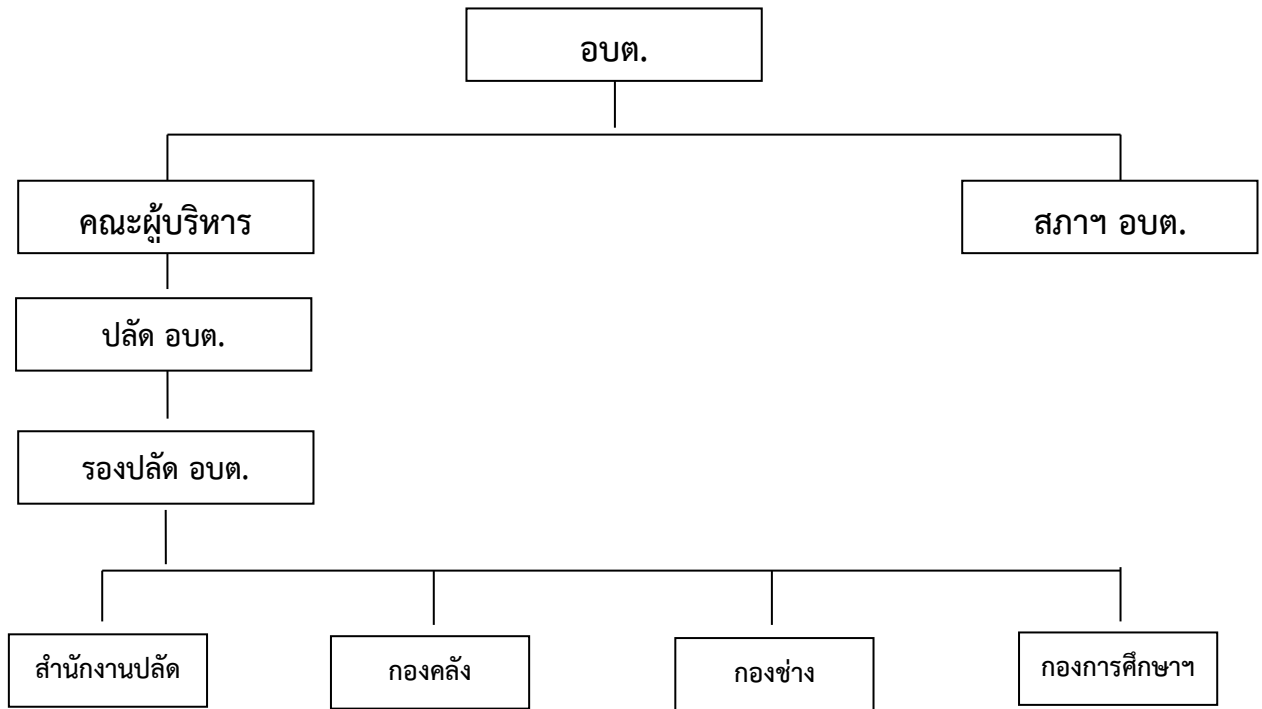 อบต.
คณะผู้บริหาร
สภาฯ อบต.
ปลัด อบต.
รองปลัด อบต.
สำนักงานปลัด
กองคลัง
กองช่าง
กองการศึกษาฯ